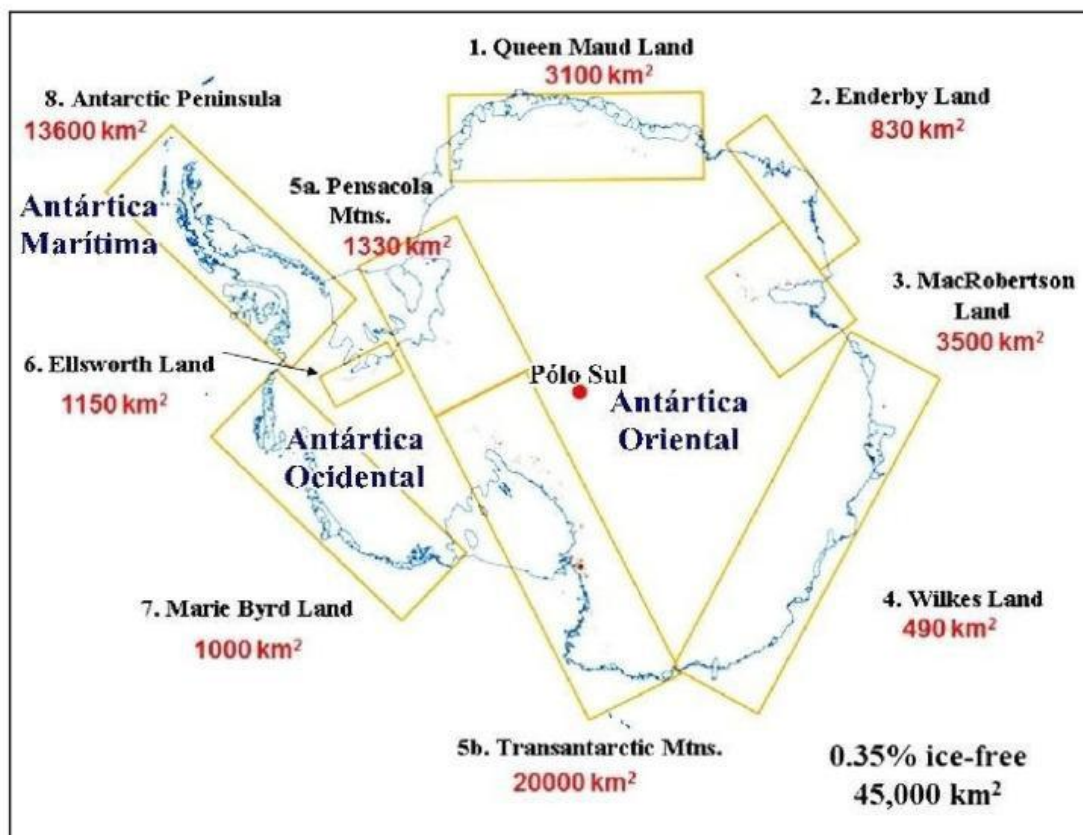 1. Queen Maud Land
3100 km²
8. Antarctic Peninsula
13600 km²
2. Enderby Land
830 km²
5a. Pensacola
Mtns.
1330 km²
Antártica
Marítima
3. MacRobertson
Land
3500 km²
6. Ellsworth Land
1150 km²
Pólo Sul
Antártica
Oriental
Antártica
Ocidental
7. Marie Byrd Land
1000 km²
4. Wilkes Land
490 km²
5b. Transantarctic Mtns.
20000 km²
0.35% ice-free
45,000 km²